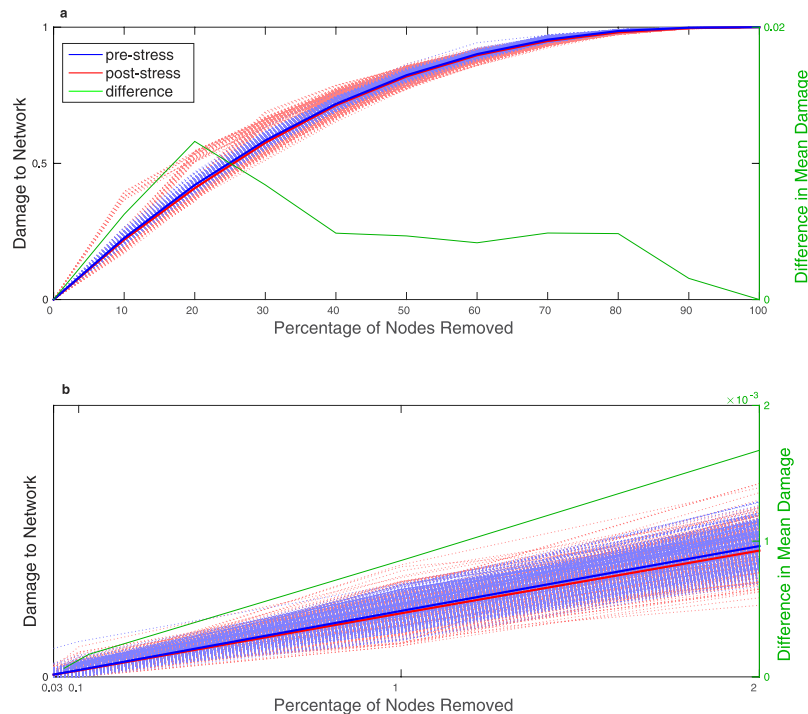 a
1
0.02
pre-stress
post-stress
difference
Damage to Network
0.5
Difference in Mean Damage
0
0
0 10 20 30 40 50 60 70 80 90 100
Percentage of Nodes Removed
b
×10⁻³
2
Damage to Network
1
Difference in Mean Damage
0
0.03 0.1 1 2
Percentage of Nodes Removed